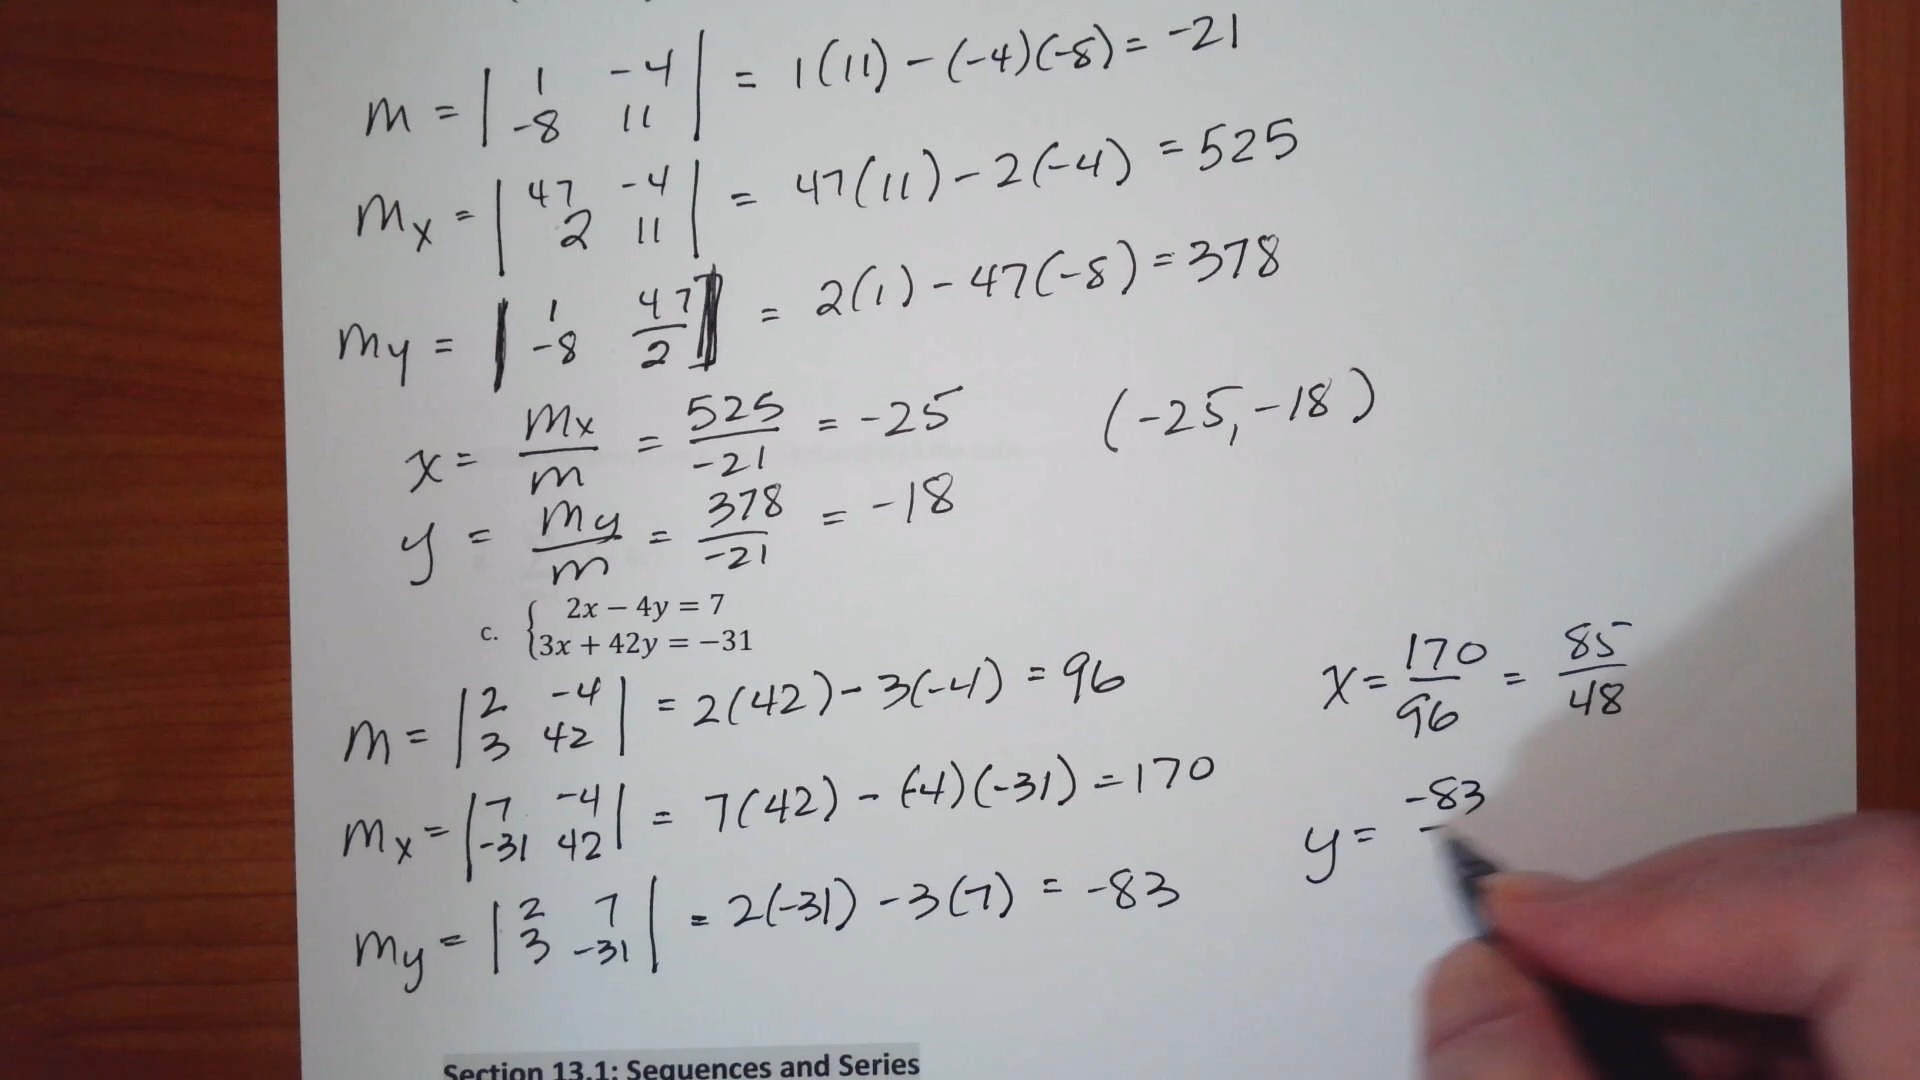 m = | 1 -4 | = 1(11) - (-4)(-8) = -21
-8 11
mx = | 47 -4 | = 47(11) - 2(-4) = 525
2 11
my = | 1 47 | = 2(1) - 47(-8) = 378
-8 2
x = mx/m = 525/-21 = -25 (-25, -18)
y = my/m = 378/-21 = -18
c. { 2x − 4y = 7
3x + 42y = −31
m = | 2 -4 | = 2(42) - 3(-4) = 96
3 42
x = 170/96 = 85/48
mx = | 7 -4 | = 7(42) - (-4)(-31) = 170
-31 42
y = -83
my = | 2 7 | = 2(-31) - 3(7) = -83
3 -31
Section 13.1: Sequences and Series